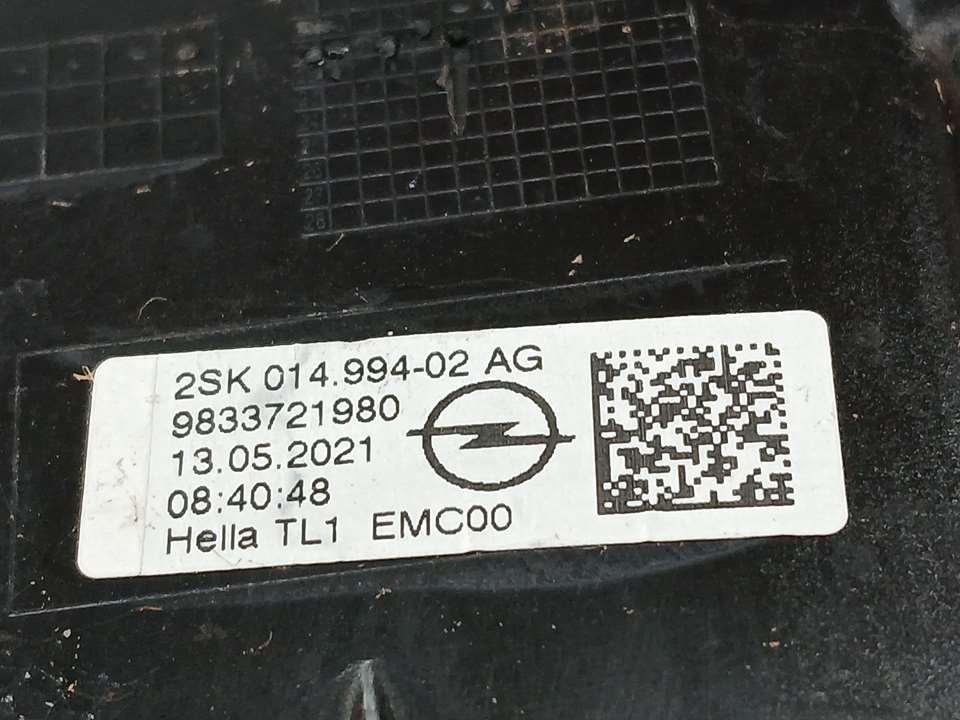 2SK 014.994-02 AG
9833721980
13.05.2021
08:40:48
Hella TL1 EMC00